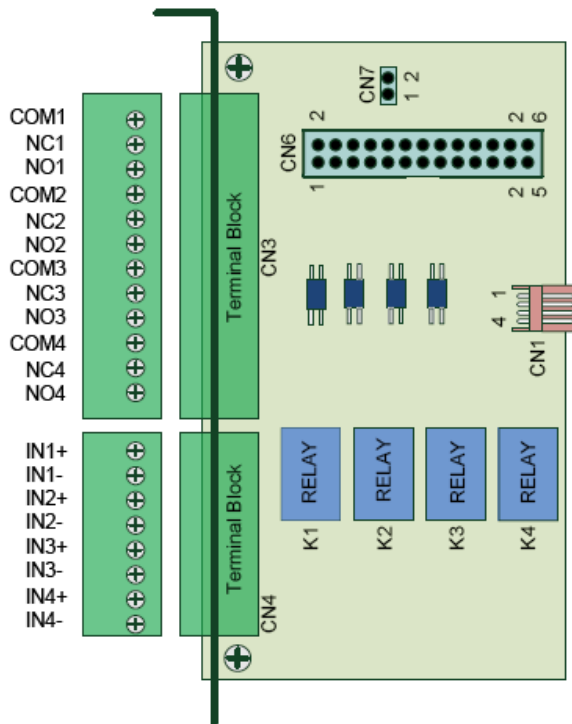 COM1
NC1
NO1
COM2
NC2
NO2
COM3
NC3
NO3
COM4
NC4
NO4
IN1+
IN1-
IN2+
IN2-
IN3+
IN3-
IN4+
IN4-
Terminal Block
CN3
Terminal Block
CN4
CN7
1 2
CN6
2
1
2 6
2 5
1
4
CN1
RELAY
K1
RELAY
K2
RELAY
K3
RELAY
K4